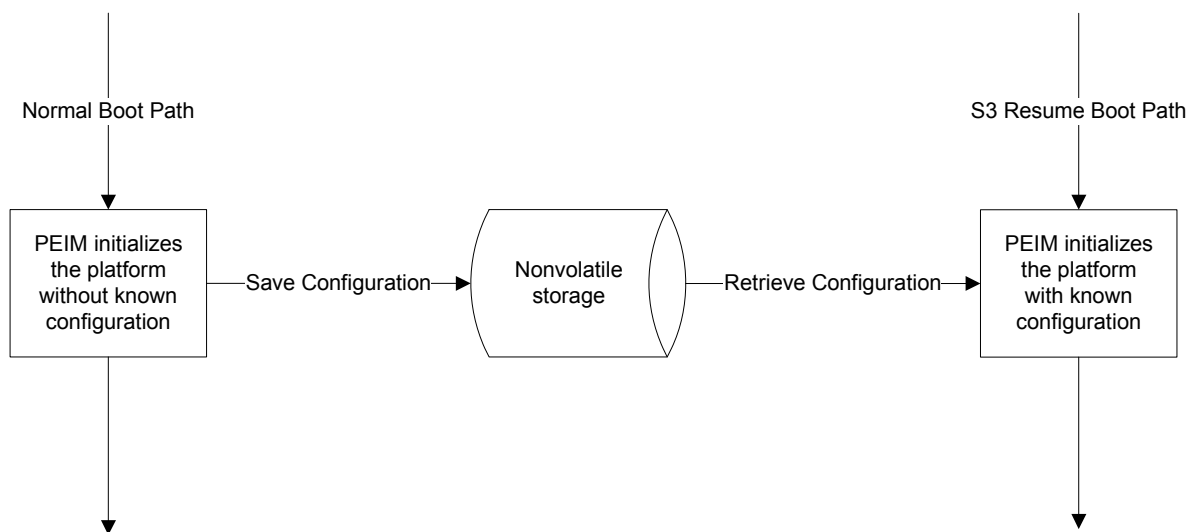 Normal Boot Path
S3 Resume Boot Path
PEIM initializes
the platform
without known
configuration
Save Configuration
Nonvolatile
storage
Retrieve Configuration
PEIM initializes
the platform
with known
configuration